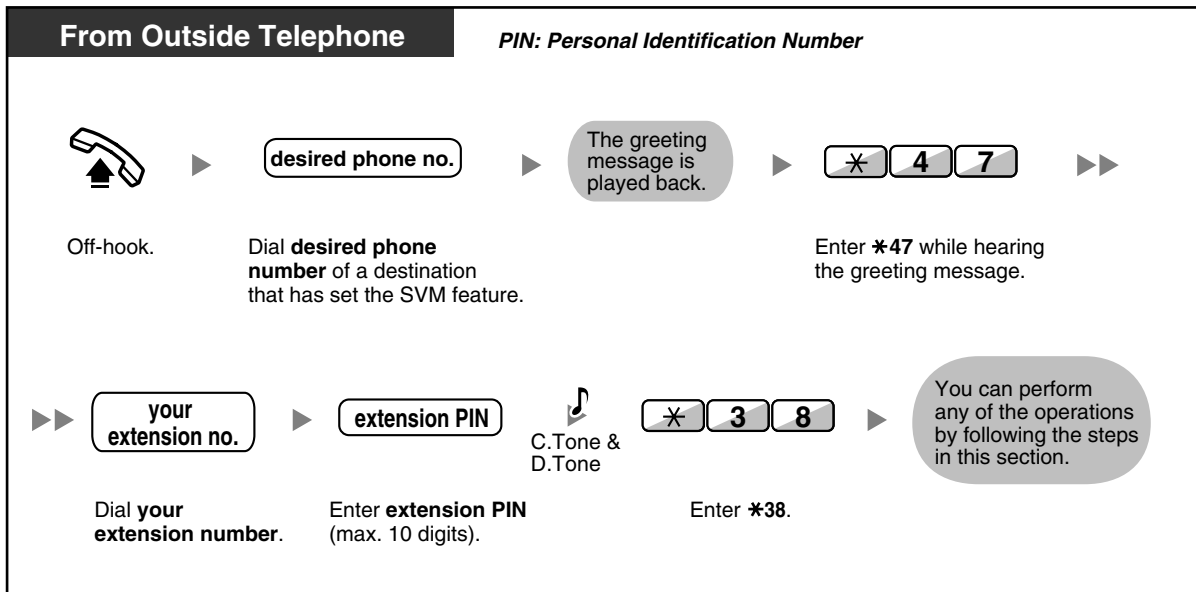 From Outside Telephone
PIN: Personal Identification Number
desired phone no.
The greeting
message is
played back.
* 4 7
Off-hook.
Dial desired phone
number of a destination
that has set the SVM feature.
Enter *47 while hearing
the greeting message.
your
extension no.
extension PIN
C.Tone &
D.Tone
* 3 8
You can perform
any of the operations
by following the steps
in this section.
Dial your
extension number.
Enter extension PIN
(max. 10 digits).
Enter *38.